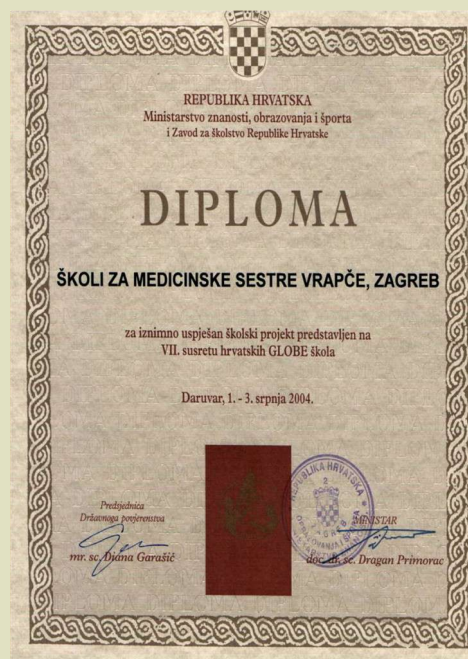 REPUBLIKA HRVATSKA
Ministarstvo znanosti, obrazovanja i športa
i Zavod za školstvo Republike Hrvatske
DIPLOMA
ŠKOLI ZA MEDICINSKE SESTRE VRAPČE, ZAGREB
za iznimno uspješan školski projekt predstavljen na
VII. susretu hrvatskih GLOBE škola
Daruvar, 1. - 3. srpnja 2004.
Predsjednica
Državnoga povjerenstva
mr. sc. Diana Garašić
REPUBLIKA HRVATSKA
2
ZAGREB
MINISTAR
doc. dr. sc. Dragan Primorac